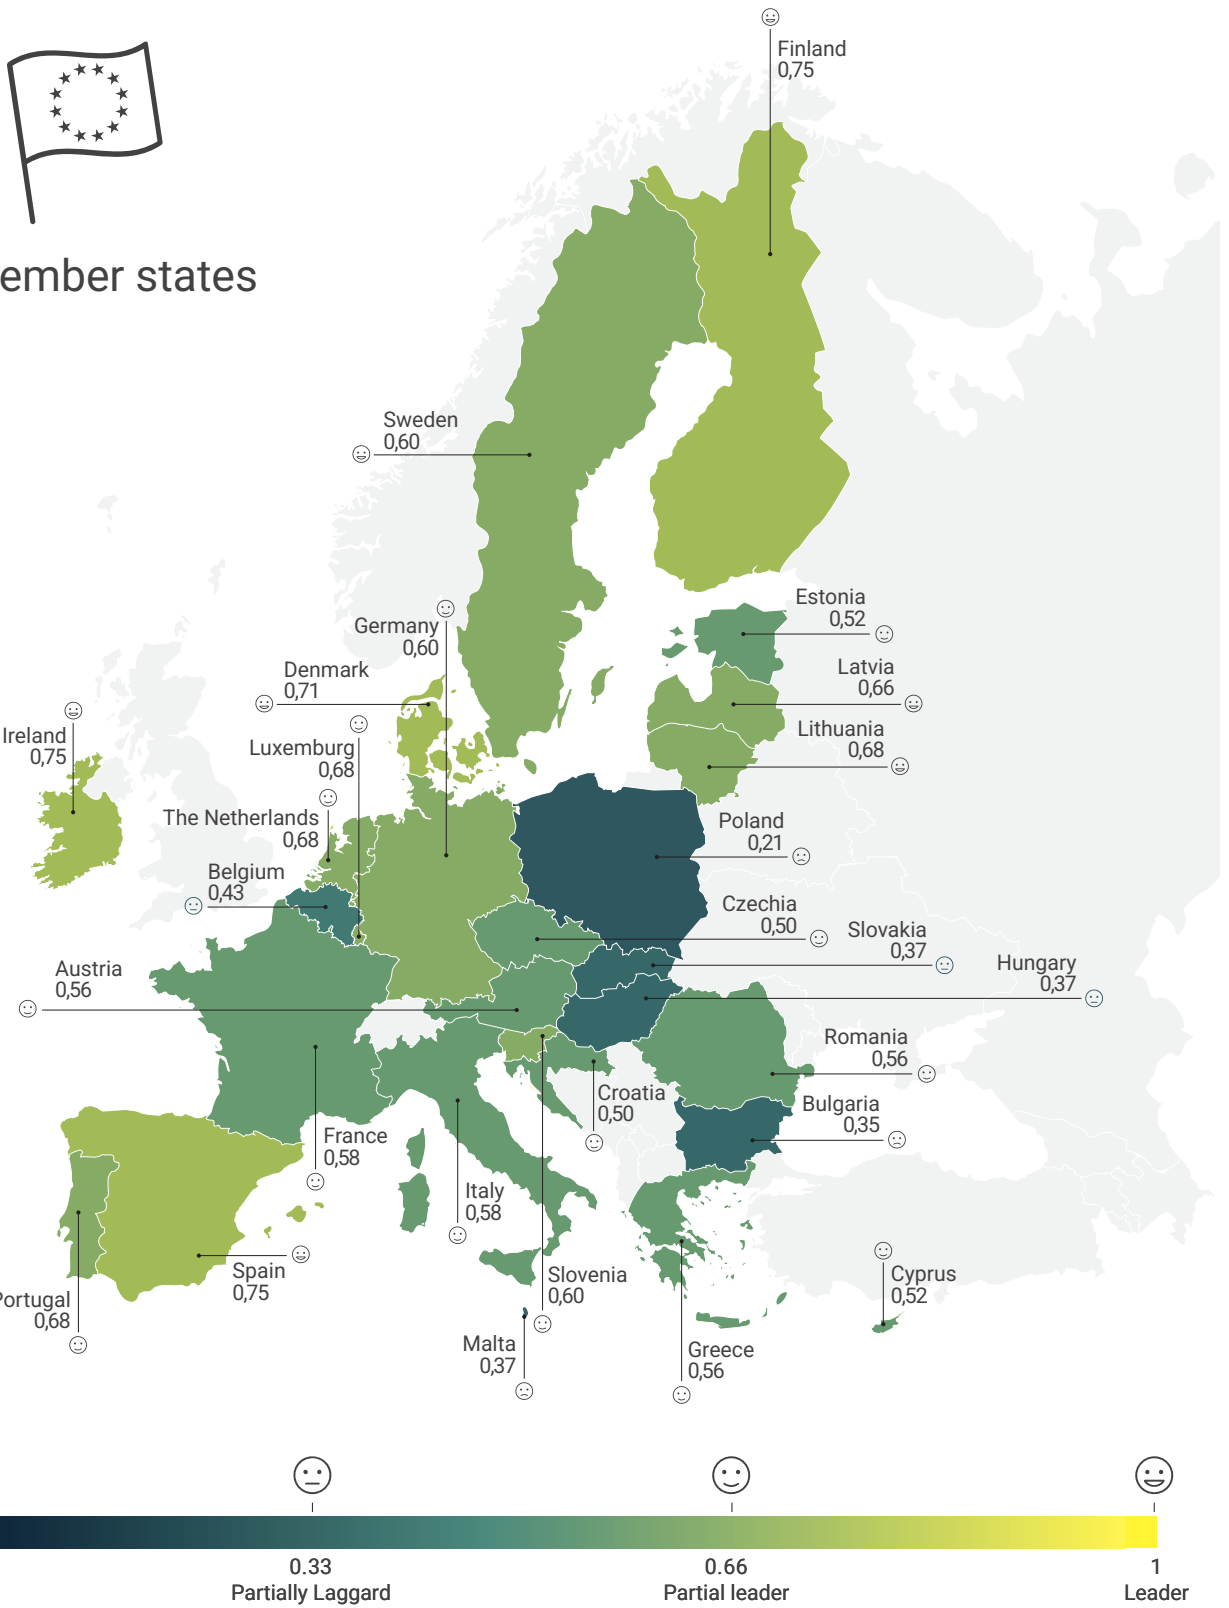 Finland
0,75
ember states
Sweden
0,60
Estonia
0,52
Germany
0,60
Latvia
0,66
Denmark
0,71
Ireland
0,75
Lithuania
0,68
Luxemburg
0,68
The Netherlands
0,68
Poland
0,21
Belgium
0,43
Czechia
0,50
Slovakia
0,37
Hungary
0,37
Austria
0,56
Romania
0,56
Croatia
0,50
Bulgaria
0,35
France
0,58
Italy
0,58
Spain
0,75
Slovenia
0,60
Cyprus
0,52
Portugal
0,68
Malta
0,37
Greece
0,56
0.33
Partially Laggard
0.66
Partial leader
1
Leader